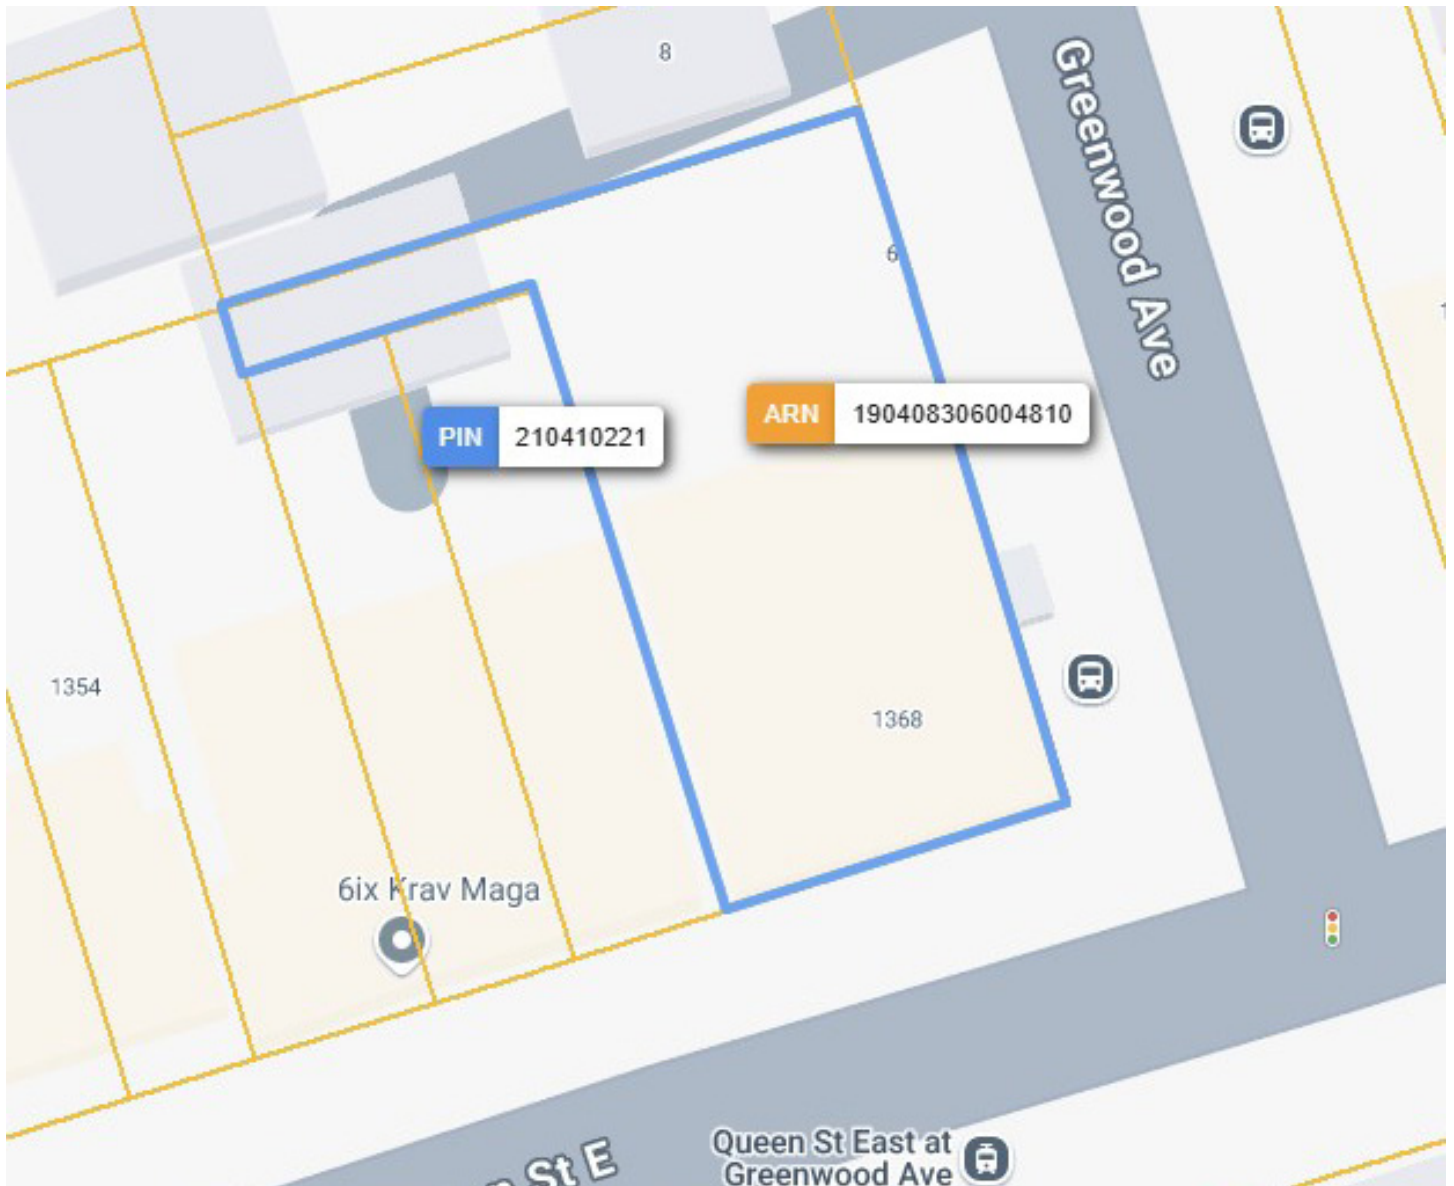 8
Greenwood Ave
6
PIN 210410221
ARN 190408306004810
1354
1368
6ix Krav Maga
St E
Queen St East at
Greenwood Ave